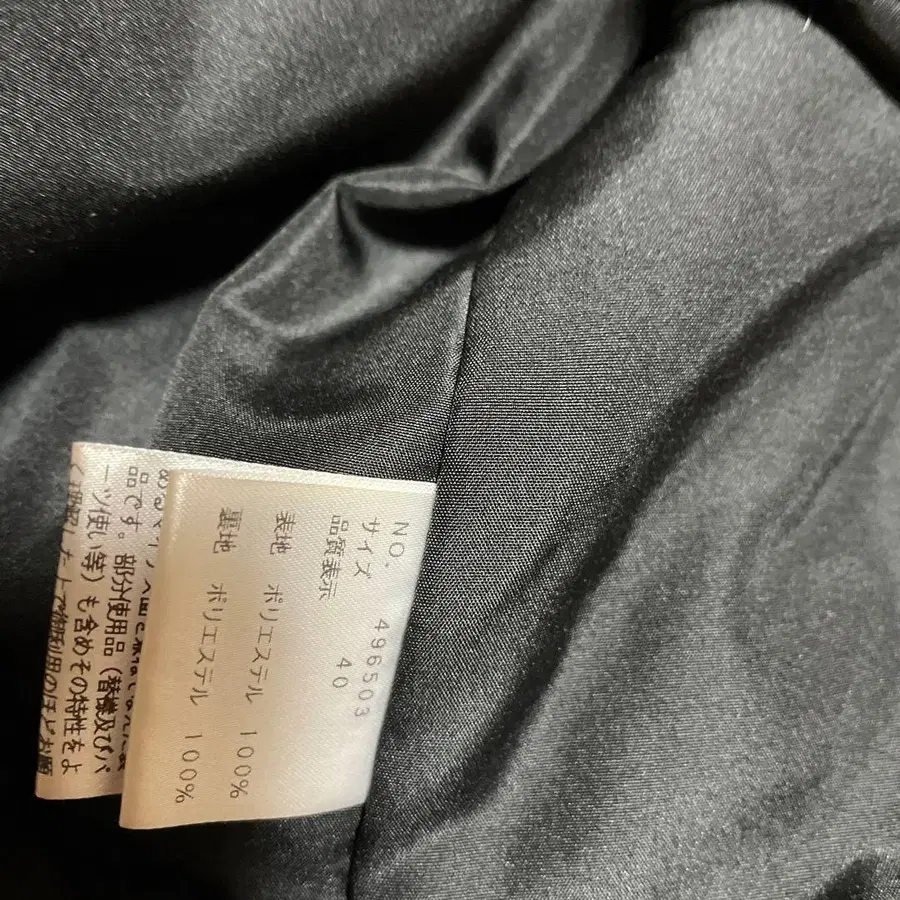 NO. 496503
サイズ 40
品質表示
表地 ポリエステル 100%
裏地 ポリエステル 100%
品です。部分使用品(替襟及びパ
ーツ使い等)も含めその特性をよ